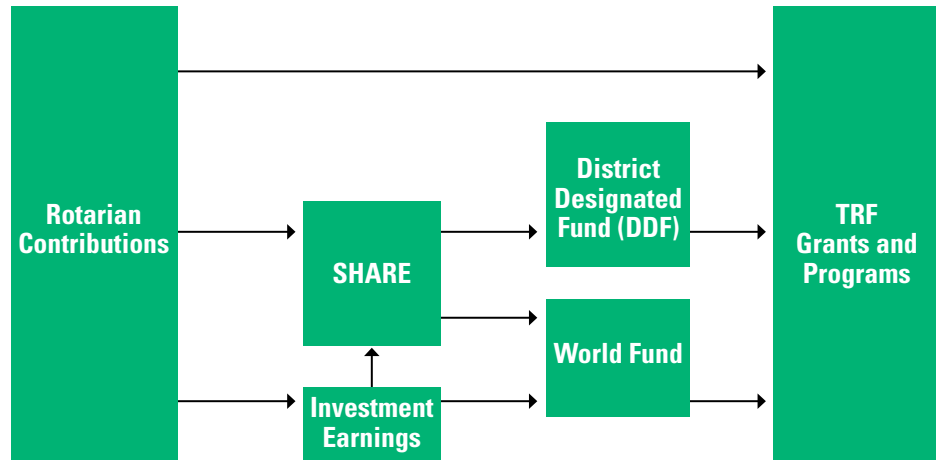 Rotarian
Contributions
SHARE
Investment
Earnings
District
Designated
Fund (DDF)
World Fund
TRF
Grants and
Programs